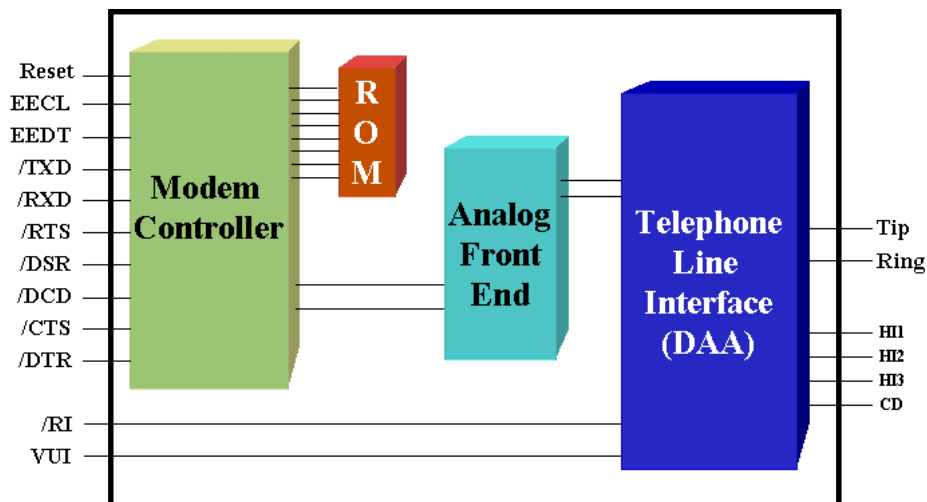 Reset
EECL
EEDT
/TXD
/RXD
/RTS
/DSR
/DCD
/CTS
/DTR
/RI
VUI
Modem
Controller
R
O
M
Analog
Front
End
Telephone
Line
Interface
(DAA)
Tip
Ring
HI1
HI2
HI3
CD